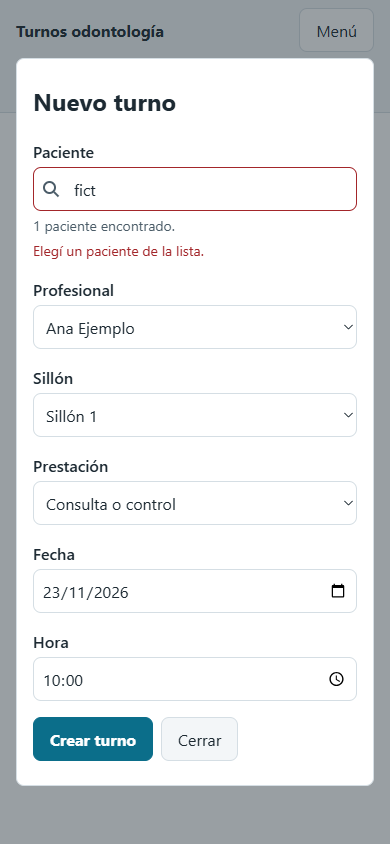 Turnos odontología
Menú
Nuevo turno
Paciente
fict
1 paciente encontrado.
Elegí un paciente de la lista.
Profesional
Ana Ejemplo
Sillón
Sillón 1
Prestación
Consulta o control
Fecha
23/11/2026
Hora
10:00
Crear turno
Cerrar